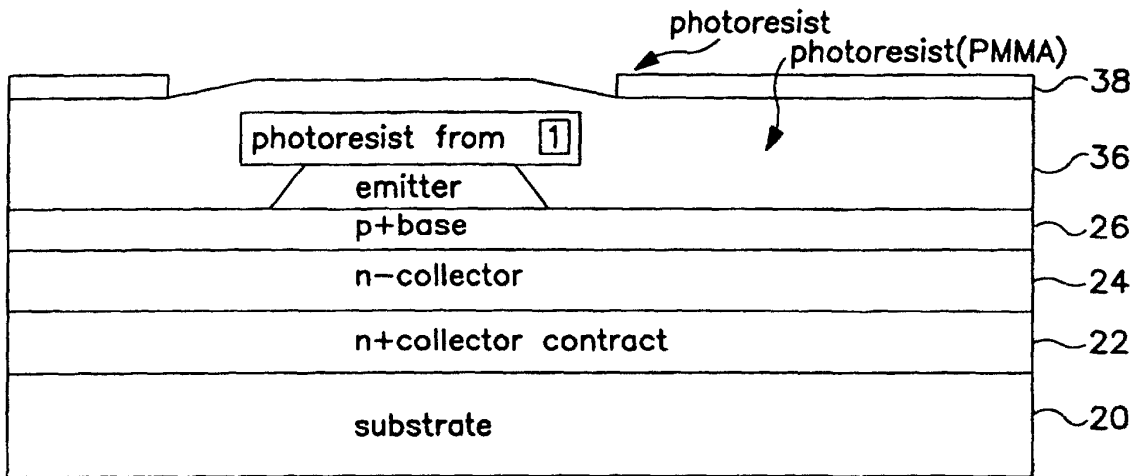 photoresist
photoresist(PMMA)
38
photoresist from 1
36
emitter
p+base
26
n-collector
24
n+collector contract
22
substrate
20